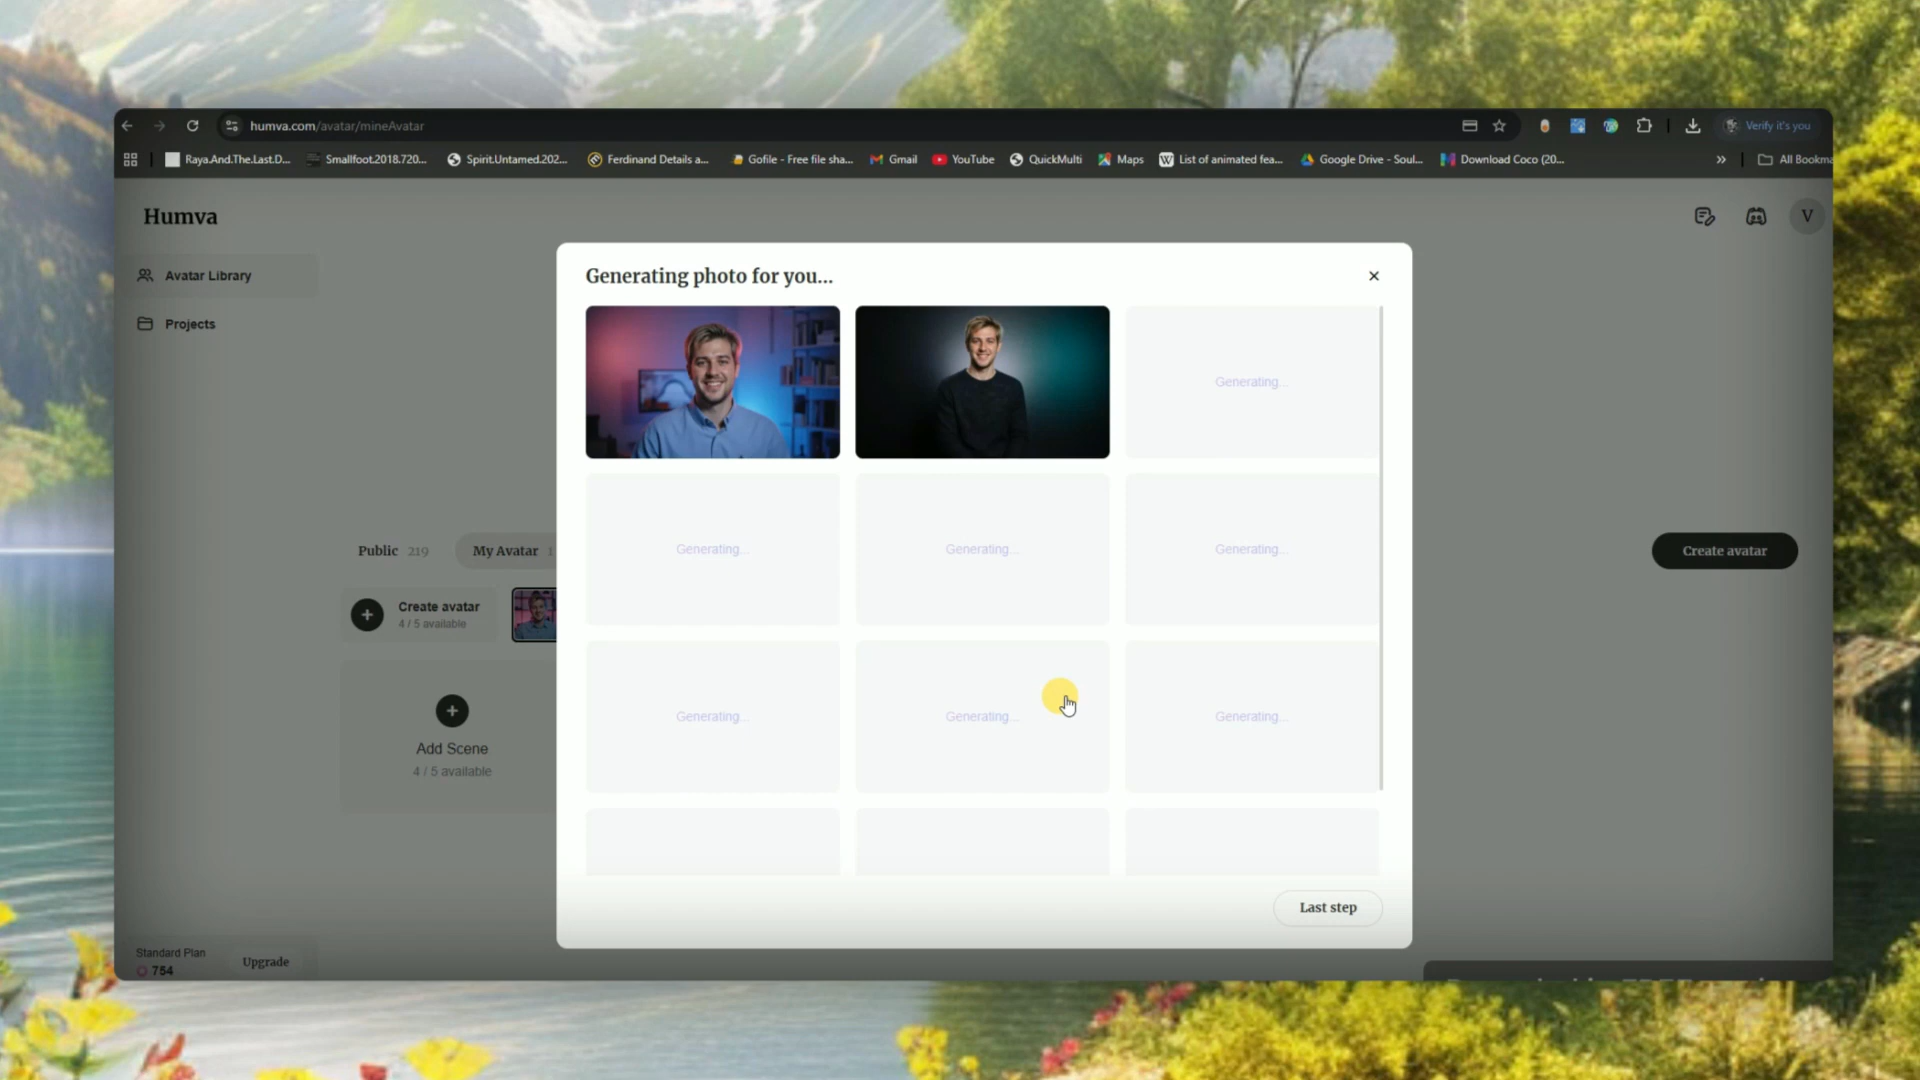 humva.com/avatar/mineAvatar
Verify it's you
Raya.And.The.Last.D...
Smallfoot.2018.720...
Spirit.Untamed.202...
Ferdinand Details a...
Gofile - Free file sha...
Gmail
YouTube
QuickMulti
Maps
List of animated fea...
Google Drive - Soul...
Download Coco (20...
»
All Bookma
Humva
V
Avatar Library
Projects
Generating photo for you...
Generating...
Generating...
Generating...
Generating...
Generating...
Generating...
Generating...
Public 219
My Avatar
Create avatar
Create avatar
4 / 5 available
Add Scene
4 / 5 available
Last step
Standard Plan
754
Upgrade